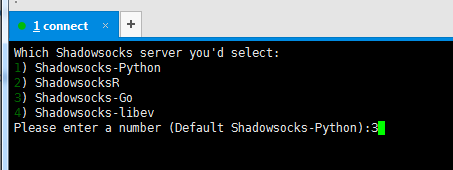 1 connect × +
Which Shadowsocks server you'd select:
1) Shadowsocks-Python
2) ShadowsocksR
3) Shadowsocks-Go
4) Shadowsocks-libev
Please enter a number (Default Shadowsocks-Python):3